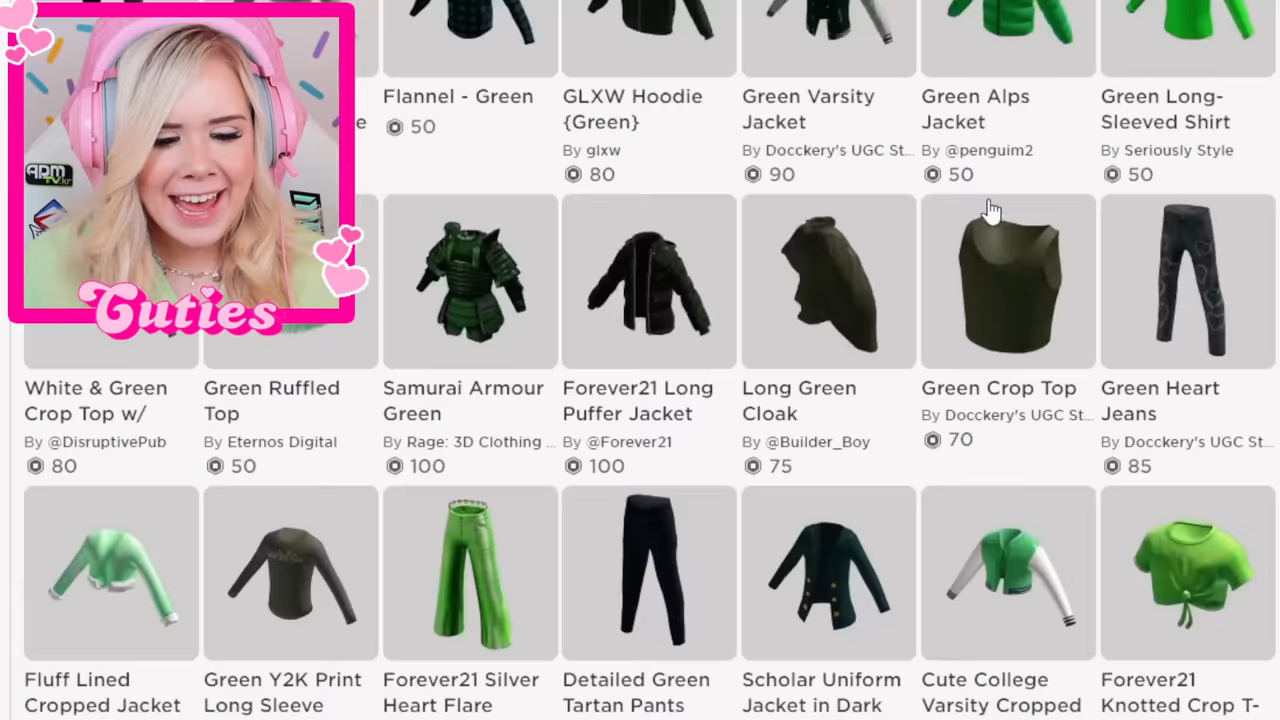 Flannel - Green
50
GLXW Hoodie
{Green}
By glxw
80
Green Varsity
Jacket
By Docckery's UGC St...
90
Green Alps
Jacket
By @penguim2
50
Green Long-
Sleeved Shirt
By Seriously Style
50
e
APM
TV.kr
Cuties
White & Green
Crop Top w/
By @DisruptivePub
80
Green Ruffled
Top
By Eternos Digital
50
Samurai Armour
Green
By Rage: 3D Clothing ...
100
Forever21 Long
Puffer Jacket
By @Forever21
100
Long Green
Cloak
By @Builder_Boy
75
Green Crop Top
By Docckery's UGC St...
70
Green Heart
Jeans
By Docckery's UGC St...
85
Fluff Lined
Cropped Jacket
Green Y2K Print
Long Sleeve
Forever21 Silver
Heart Flare
Detailed Green
Tartan Pants
Scholar Uniform
Jacket in Dark
Cute College
Varsity Cropped
Forever21
Knotted Crop T-